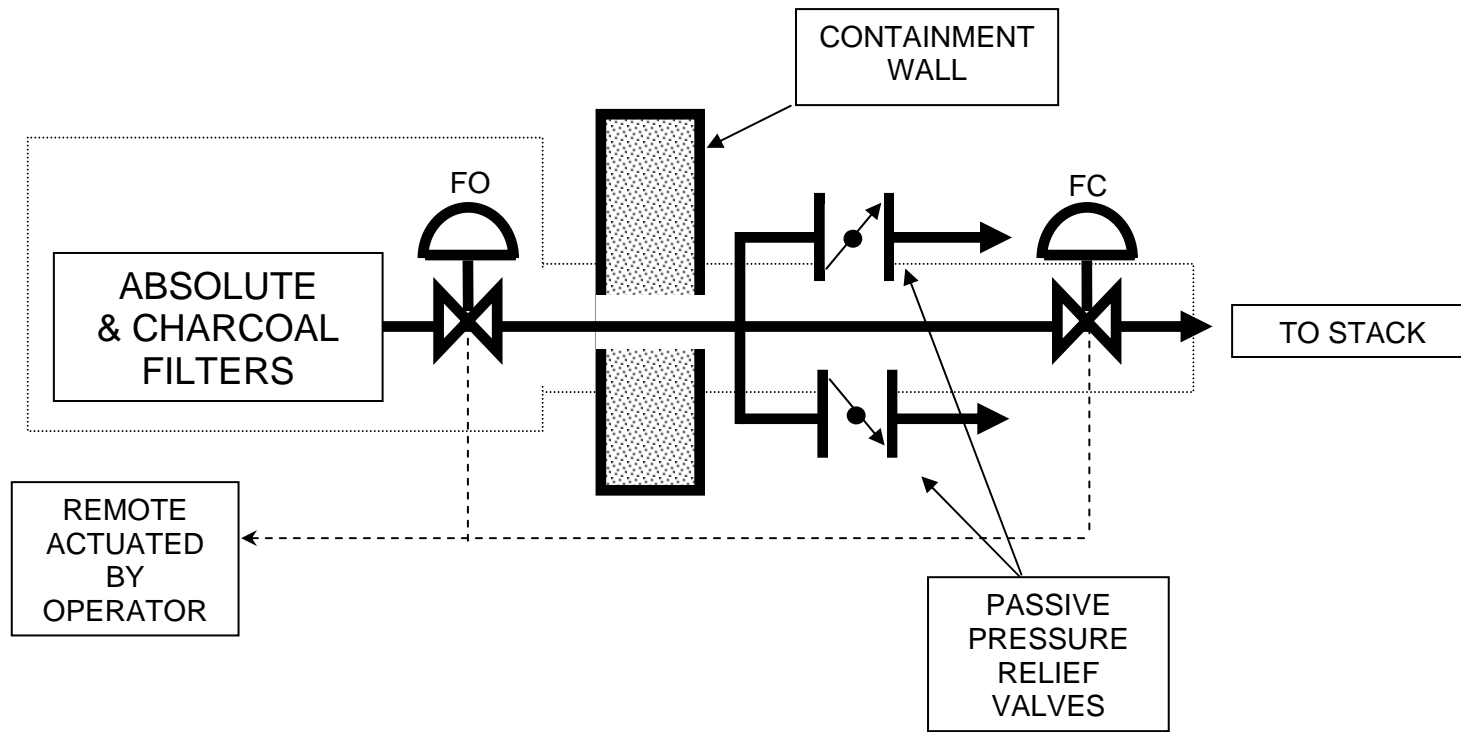 CONTAINMENT
WALL
FO
FC
ABSOLUTE
& CHARCOAL
FILTERS
TO STACK
REMOTE
ACTUATED
BY
OPERATOR
PASSIVE
PRESSURE
RELIEF
VALVES